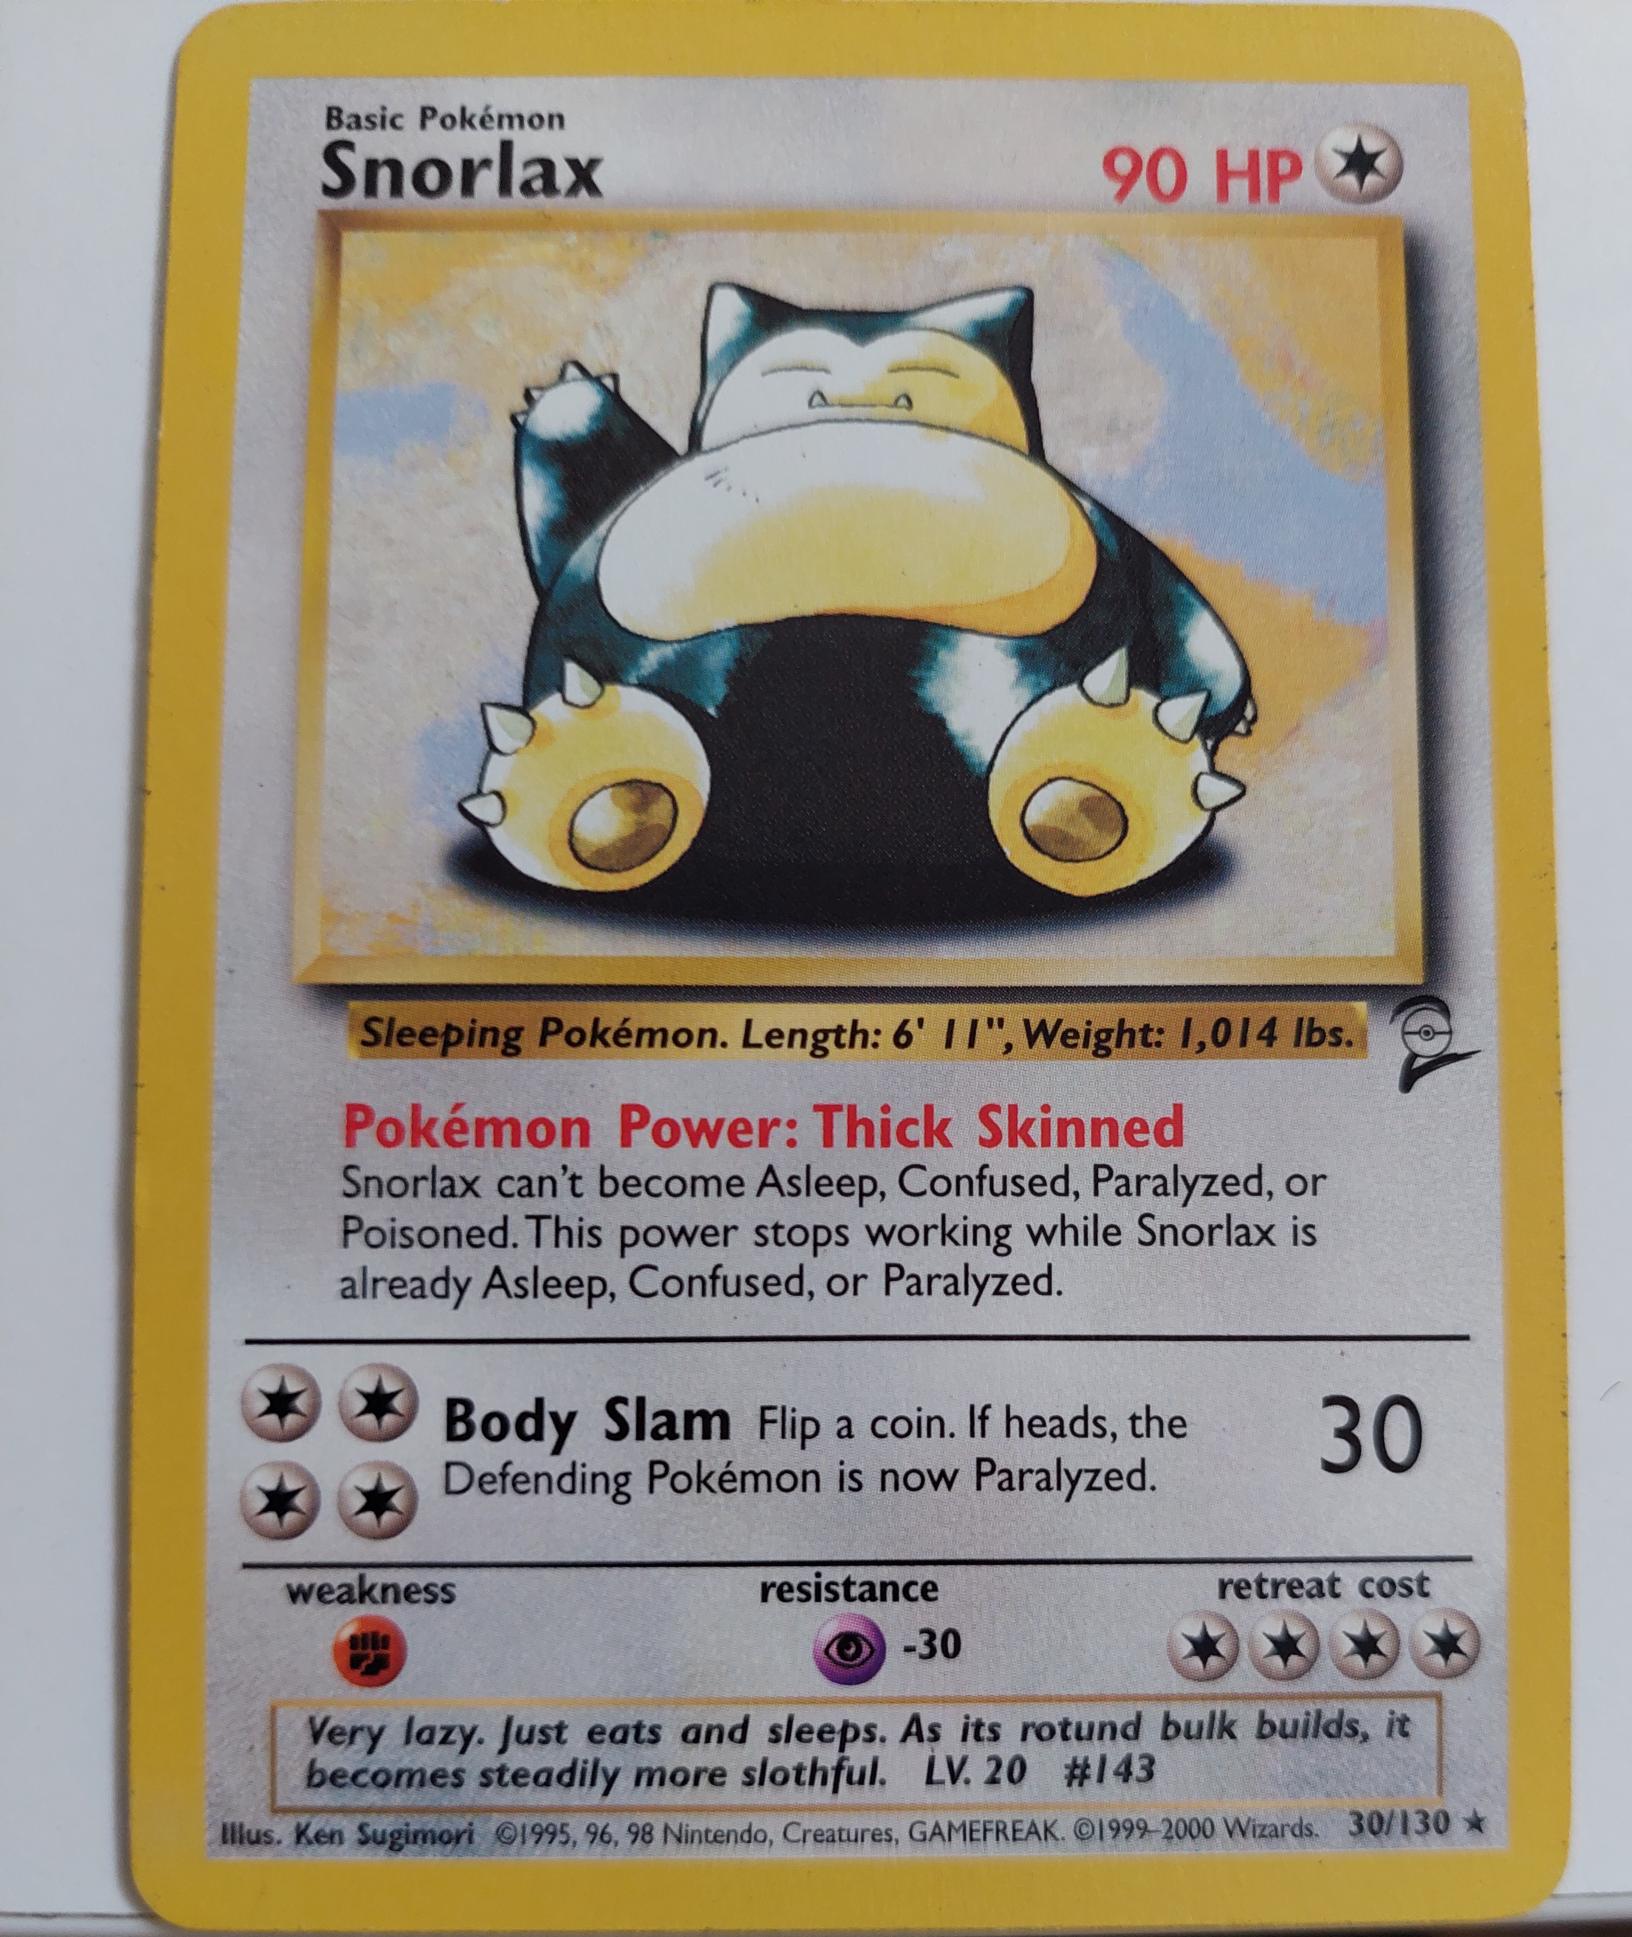 Basic Pokémon
Snorlax
90 HP
Sleeping Pokémon. Length: 6' 11", Weight: 1,014 lbs.
Pokémon Power: Thick Skinned
Snorlax can't become Asleep, Confused, Paralyzed, or
Poisoned. This power stops working while Snorlax is
already Asleep, Confused, or Paralyzed.
Body Slam Flip a coin. If heads, the
Defending Pokémon is now Paralyzed.
30
weakness
resistance
retreat cost
-30
Very lazy. Just eats and sleeps. As its rotund bulk builds, it
becomes steadily more slothful. LV. 20 #143
Illus. Ken Sugimori ©1995, 96, 98 Nintendo, Creatures, GAMEFREAK. ©1999-2000 Wizards. 30/130 ★